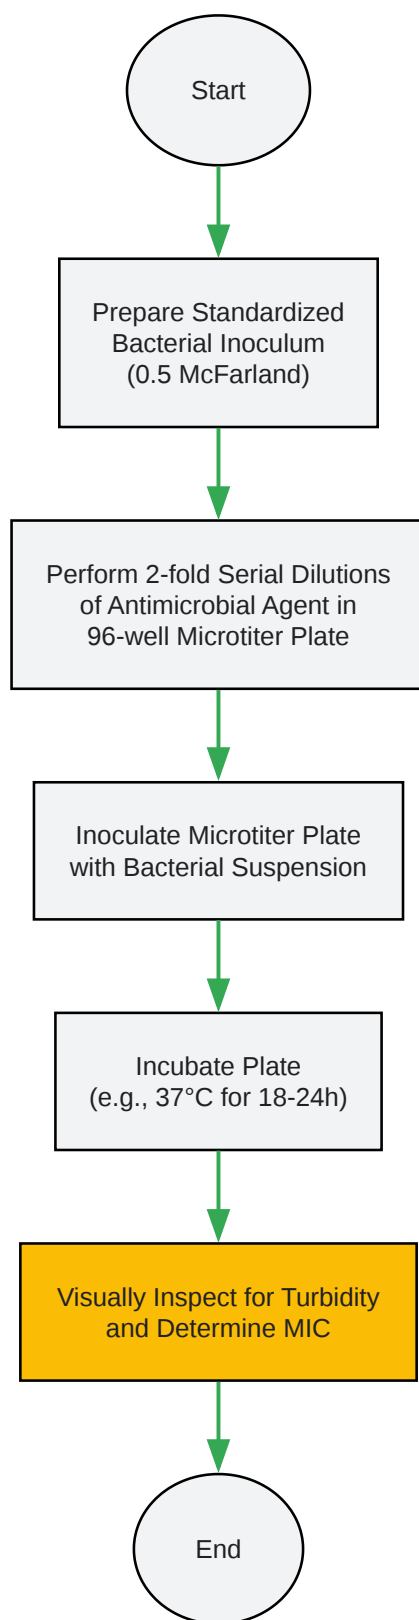 Start
Prepare Standardized
Bacterial Inoculum
(0.5 McFarland)
Perform 2-fold Serial Dilutions
of Antimicrobial Agent in
96-well Microtiter Plate
Inoculate Microtiter Plate
with Bacterial Suspension
Incubate Plate
(e.g., 37°C for 18-24h)
Visually Inspect for Turbidity
and Determine MIC
End